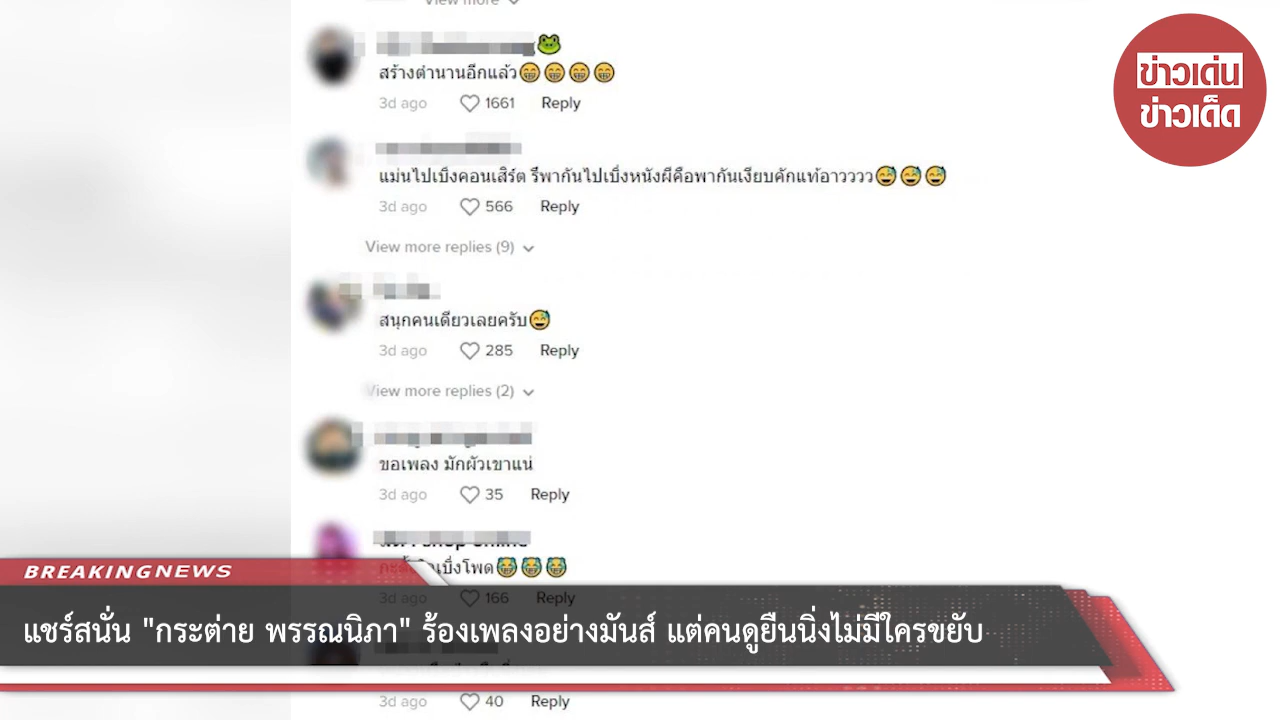 View more
ข่าวเด่น
ข่าวเด็ด
สร้างตำนานอีกแล้ว😁😁😁😁
3d ago 1661 Reply
แม่นไปเบิ่งคอนเสิร์ต รึพากันไปเบิ่งหนังผีคือพากันเงียบคักแท้อาวววว😅😅😅
3d ago 566 Reply
View more replies (9)
สนุกคนเดียวเลยครับ😅
3d ago 285 Reply
View more replies (2)
ขอเพลง มักผัวเขาแน่
3d ago 35 Reply
เบิ่งโพด😹😹😹
3d ago 166 Reply
BREAKINGNEWS
แชร์สนั่น "กระต่าย พรรณนิภา" ร้องเพลงอย่างมันส์ แต่คนดูยืนนิ่งไม่มีใครขยับ
3d ago 40 Reply